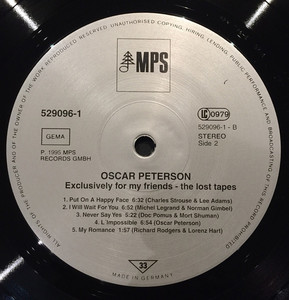 ALL RIGHTS OF THE PRODUCER AND OF THE OWNER OF THE WORK REPRODUCED RESERVED. UNAUTHORISED COPYING, HIRING, LENDING, PUBLIC PERFORMANCE AND BROADCASTING OF THIS RECORD PROHIBITED
MPS
529096-1
LC 0979
529096-1 - B
GEMA
STEREO
Side 2
P. 1995 MPS
RECORDS GMBH
OSCAR PETERSON
Exclusively for my friends - the lost tapes
1. Put On A Happy Face 6:32 (Charles Strouse & Lee Adams)
2. I Will Wait For You 6:52 (Michel Legrand & Norman Gimbel)
3. Never Say Yes 5:22 (Doc Pomus & Mort Shuman)
4. L'Impossible 6:54 (Oscar Peterson)
5. My Romance 1:57 (Richard Rodgers & Lorenz Hart)
33
MADE IN GERMANY